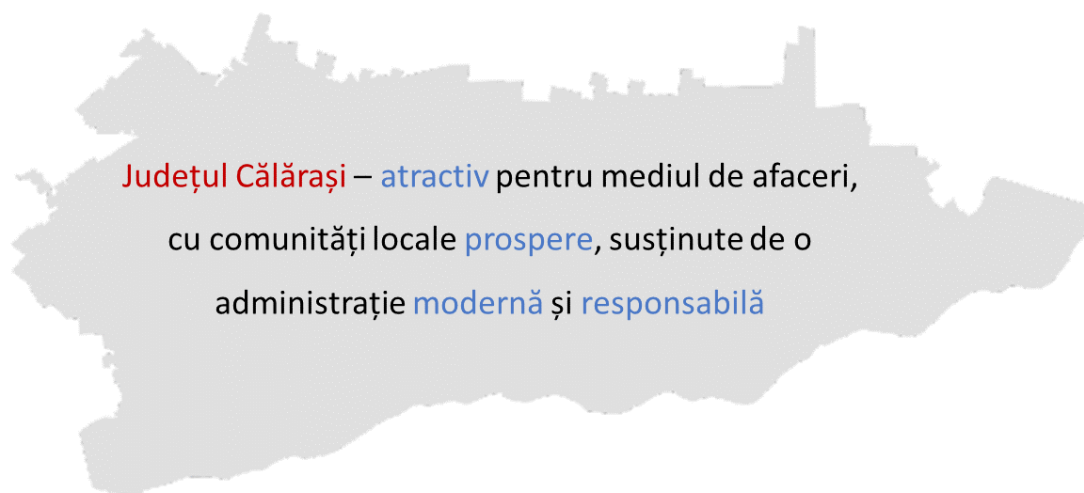 Județul Călărași – atractiv pentru mediul de afaceri,
cu comunități locale prospere, susținute de o
administrație modernă și responsabilă